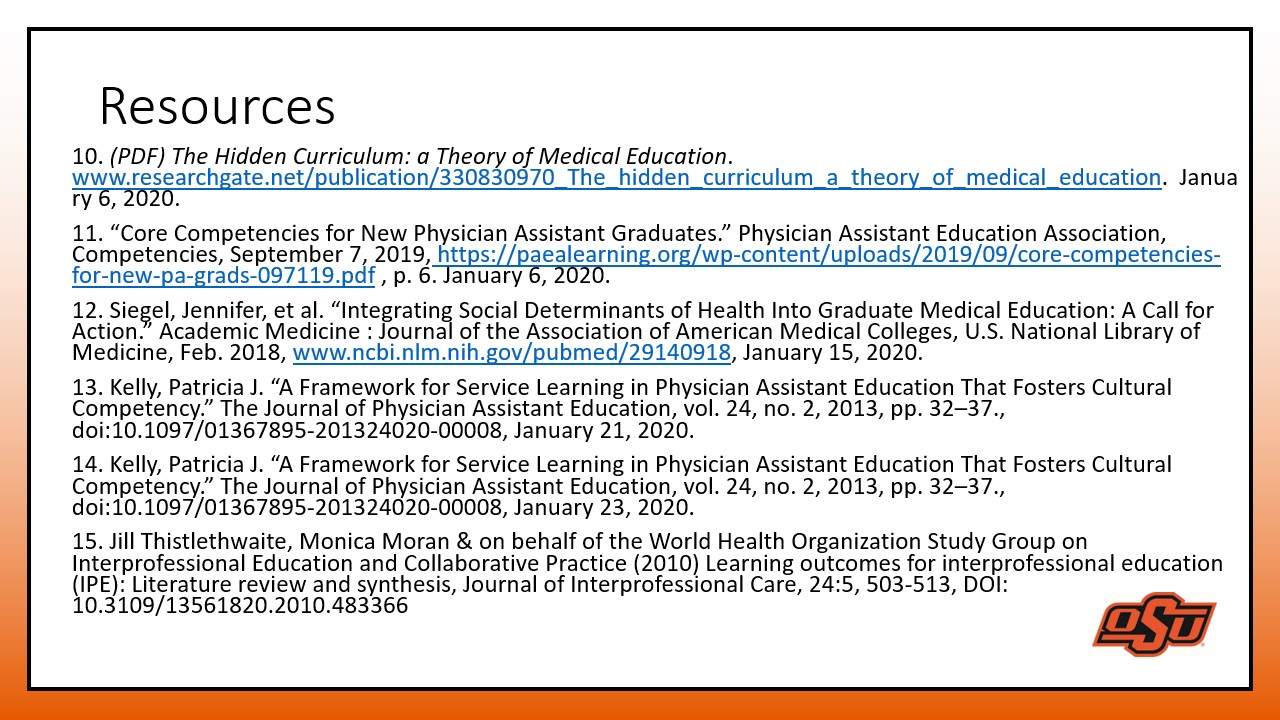 Resources
10. (PDF) The Hidden Curriculum: a Theory of Medical Education.
www.researchgate.net/publication/330830970_The_hidden_curriculum_a_theory_of_medical_education.  Janua
ry 6, 2020.
11. “Core Competencies for New Physician Assistant Graduates.” Physician Assistant Education Association,
Competencies, September 7, 2019, https://paealearning.org/wp-content/uploads/2019/09/core-competencies-
for-new-pa-grads-097119.pdf , p. 6. January 6, 2020.
12. Siegel, Jennifer, et al. “Integrating Social Determinants of Health Into Graduate Medical Education: A Call for
Action.” Academic Medicine : Journal of the Association of American Medical Colleges, U.S. National Library of
Medicine, Feb. 2018, www.ncbi.nlm.nih.gov/pubmed/29140918, January 15, 2020.
13. Kelly, Patricia J. “A Framework for Service Learning in Physician Assistant Education That Fosters Cultural
Competency.” The Journal of Physician Assistant Education, vol. 24, no. 2, 2013, pp. 32–37.,
doi:10.1097/01367895-201324020-00008, January 21, 2020.
14. Kelly, Patricia J. “A Framework for Service Learning in Physician Assistant Education That Fosters Cultural
Competency.” The Journal of Physician Assistant Education, vol. 24, no. 2, 2013, pp. 32–37.,
doi:10.1097/01367895-201324020-00008, January 23, 2020.
15. Jill Thistlethwaite, Monica Moran & on behalf of the World Health Organization Study Group on
Interprofessional Education and Collaborative Practice (2010) Learning outcomes for interprofessional education
(IPE): Literature review and synthesis, Journal of Interprofessional Care, 24:5, 503-513, DOI:
10.3109/13561820.2010.483366
OSU